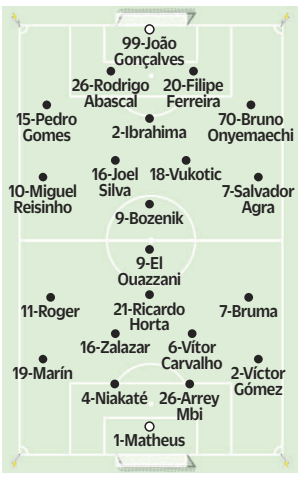 99-João
Gonçalves
26-Rodrigo
Abascal
20-Filipe
Ferreira
15-Pedro
Gomes
2-Ibrahima
70-Bruno
Onyemaechi
16-Joel
Silva
18-Vukotic
10-Miguel
Reisinho
7-Salvador
Agra
9-Bozenik
9-El
Ouazzani
11-Roger
21-Ricardo
Horta
7-Bruma
16-Zalazar
6-Vítor
Carvalho
19-Marín
2-Víctor
Gómez
4-Niakaté
26-Arrey
Mbi
1-Matheus